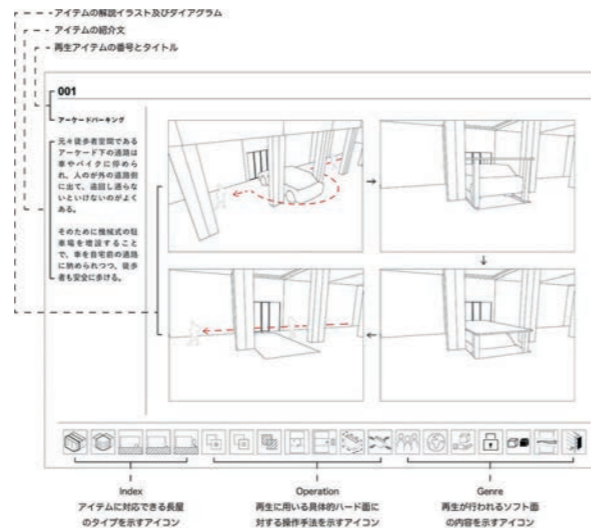 アイテムの解説イラスト及びダイアグラム
アイテムの紹介文
再生アイテムの番号とタイトル
001
アーケードパーキング
元々徒歩者空間である
アーケード下の通路は
車やバイクに停めら
れ、人のが外の道路側
に出て、遠回し通らな
いといけないのがよく
ある。
そのために機械式の駐
車場を増設すること
で、車を自宅前の通路
に納められつつ、徒歩
者も安全に歩ける。
Index
アイテムに対応できる長屋
のタイプを示すアイコン
Operation
再生に用いる具体的ハード面に
対する操作手法を示すアイコン
Genre
再生が行われるソフト面
の内容を示すアイコン